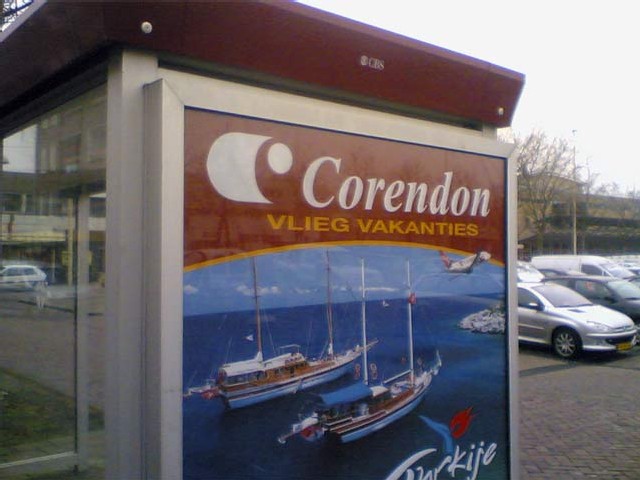 CBS
Corendon
VLIEG VAKANTIES
Turkije